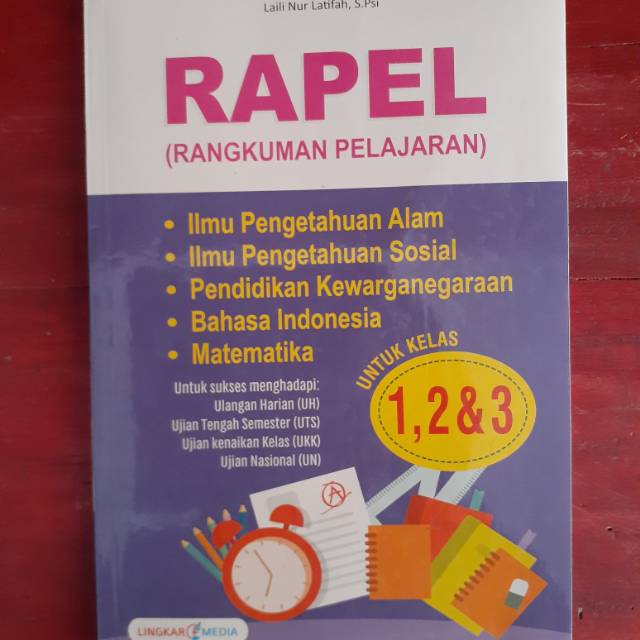 Laili Nur Latifah, S.Psi
RAPEL
(RANGKUMAN PELAJARAN)
• Ilmu Pengetahuan Alam
• Ilmu Pengetahuan Sosial
• Pendidikan Kewarganegaraan
• Bahasa Indonesia
• Matematika
UNTUK KELAS
1, 2 & 3
Untuk sukses menghadapi:
Ulangan Harian (UH)
Ujian Tengah Semester (UTS)
Ujian kenaikan Kelas (UKK)
Ujian Nasional (UN)
A
LINGKAR MEDIA